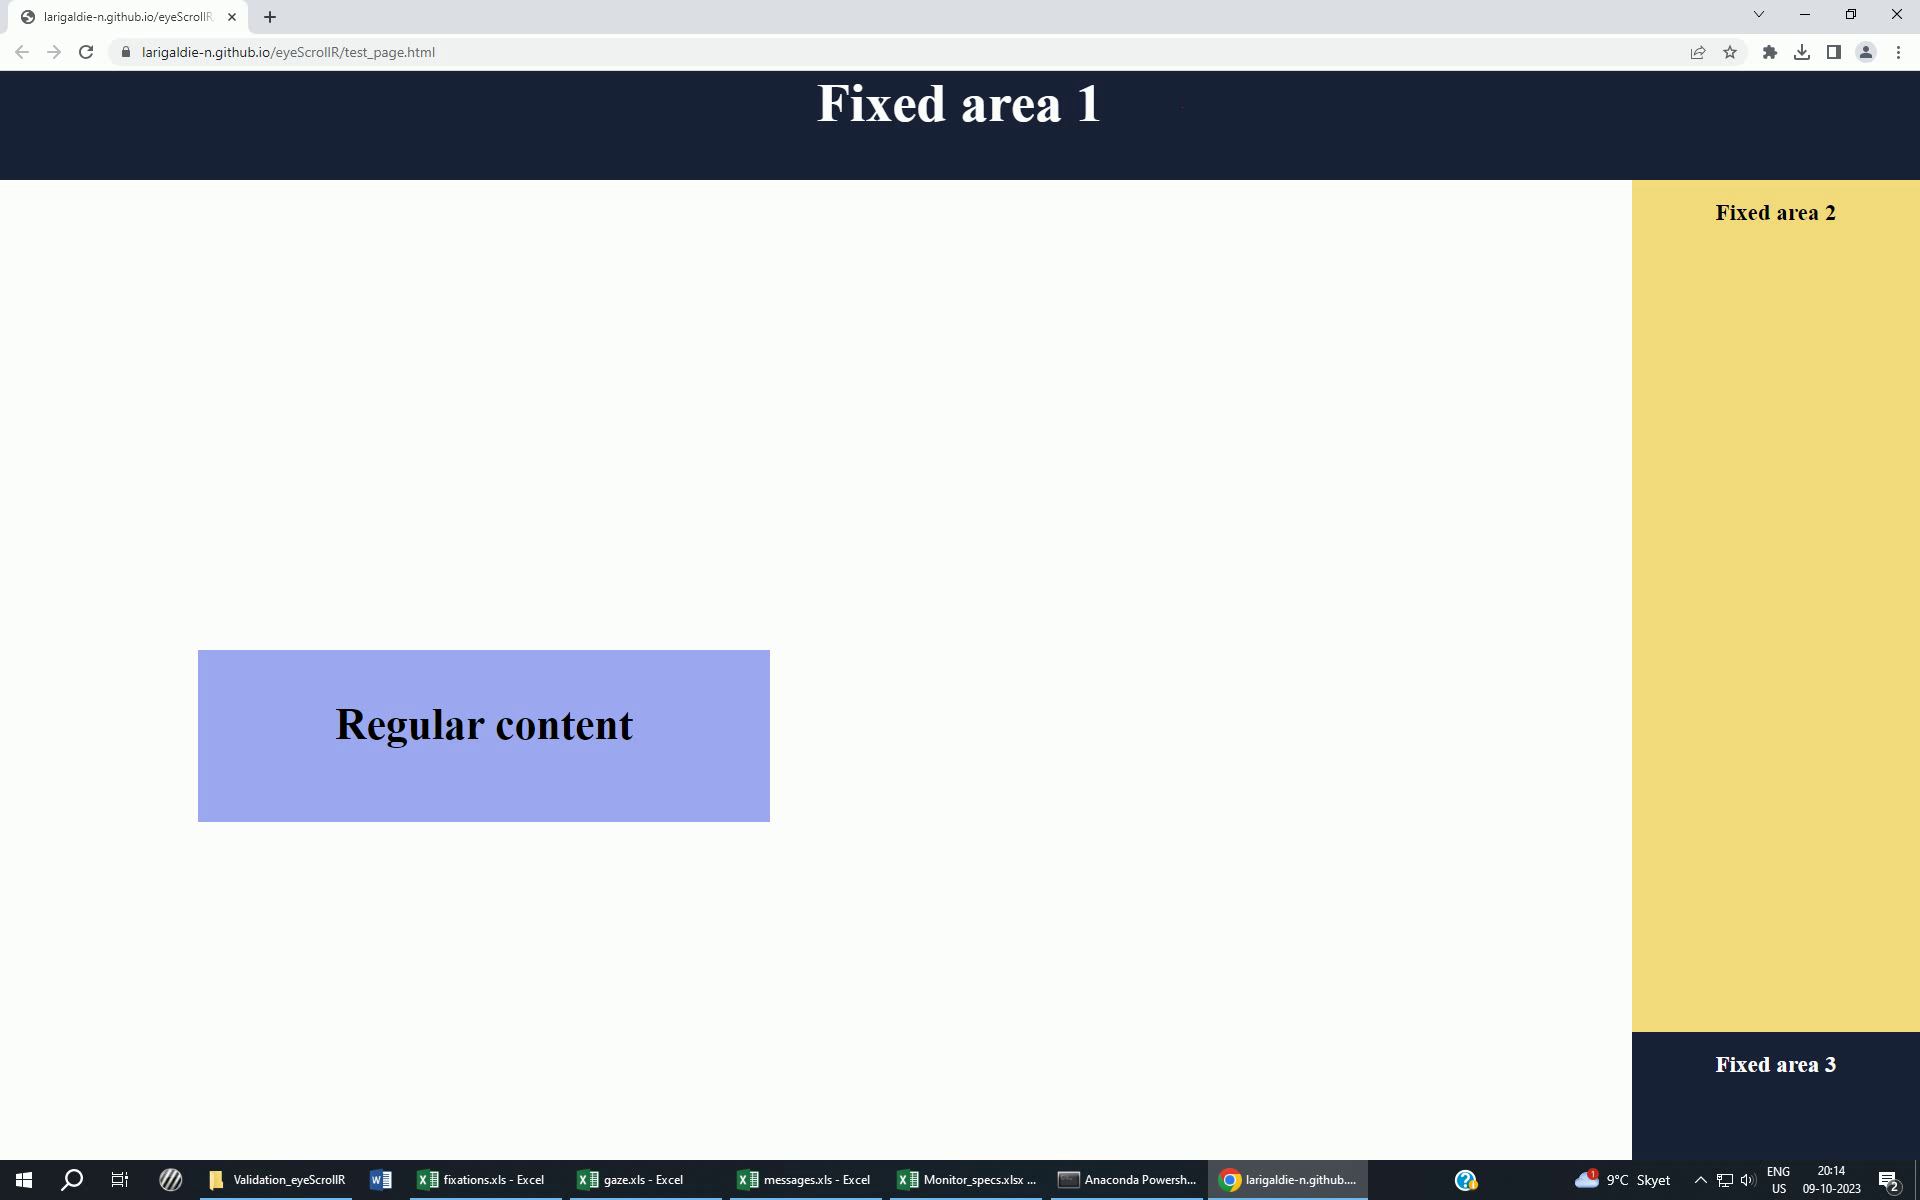 larigaldie-n.github.io/eyeScrollR
larigaldie-n.github.io/eyeScrollR/test_page.html
Fixed area 1
Fixed area 2
Regular content
Fixed area 3
Validation_eyeScrollR
fixations.xls - Excel
gaze.xls - Excel
messages.xls - Excel
Monitor_specs.xlsx ...
Anaconda Powersh...
larigaldie-n.github....
1
9°C Skyet
ENG
US
20:14
09-10-2023
2